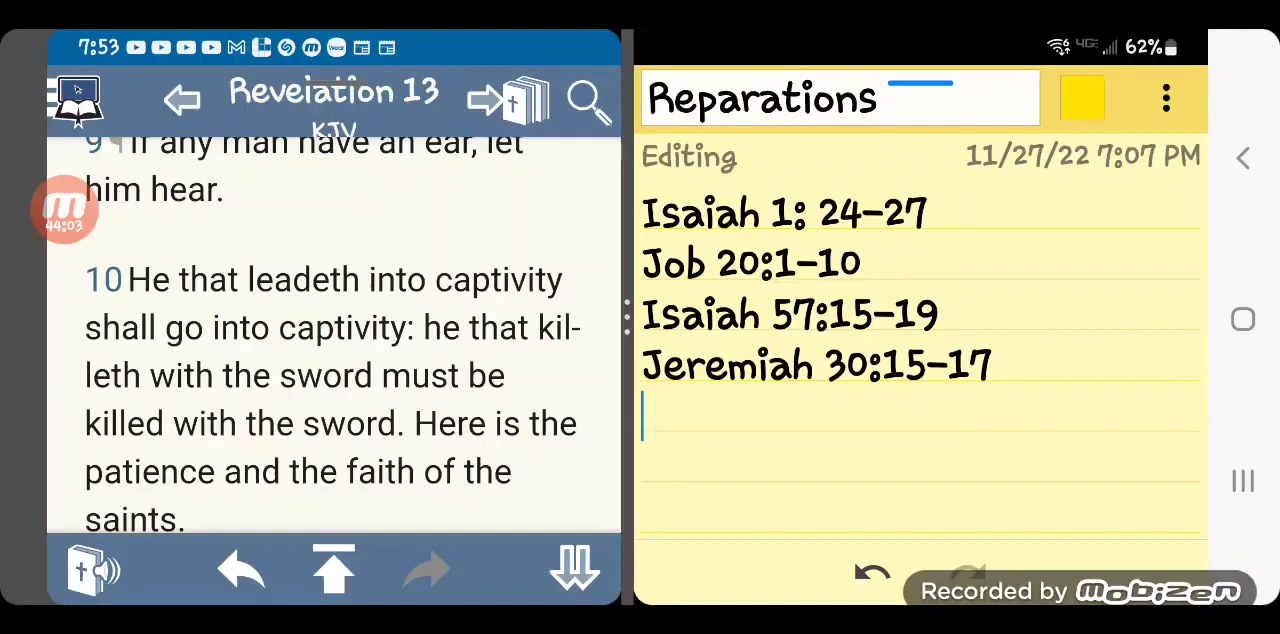 7:53
62%
Revelation 13
KJV
Reparations
9 ¶ If any man have an ear, let
him hear.
44:03
10 He that leadeth into captivity
shall go into captivity: he that kil-
leth with the sword must be
killed with the sword. Here is the
patience and the faith of the
saints.
Editing 11/27/22 7:07 PM
Isaiah 1: 24-27
Job 20:1-10
Isaiah 57:15-19
Jeremiah 30:15-17
Recorded by mobizen